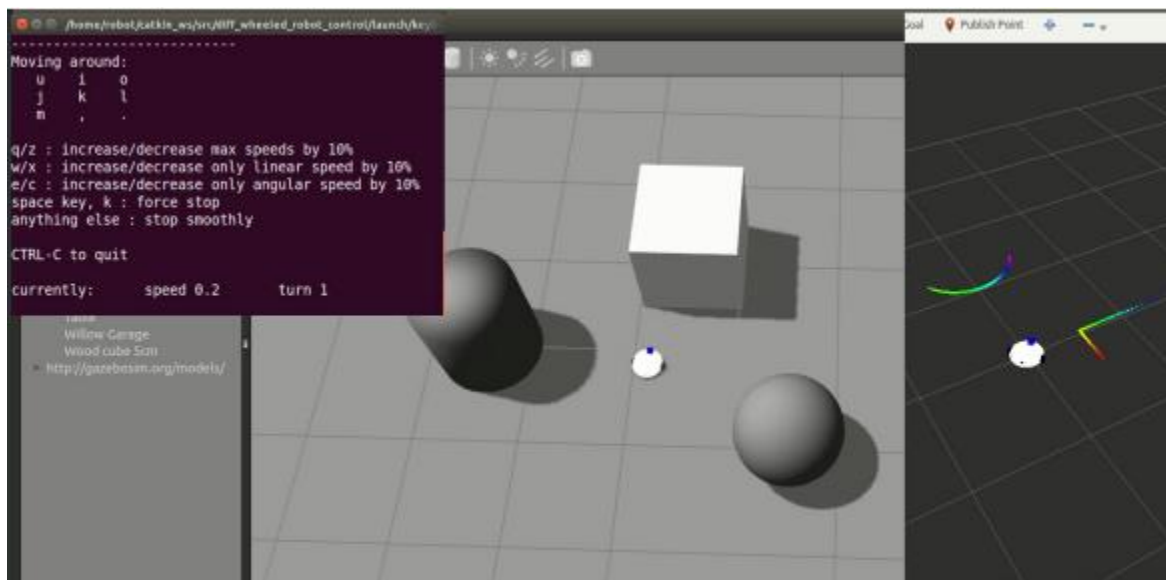 /home/robot/catkin_ws/src/NIIT_wheeled_robot_control/launch/key
---------------------------
Moving around:
u i o
j k l
m , .
q/z : increase/decrease max speeds by 10%
w/x : increase/decrease only linear speed by 10%
e/c : increase/decrease only angular speed by 10%
space key, k : force stop
anything else : stop smoothly
CTRL-C to quit
currently: speed 0.2 turn 1
Table
Willow Garage
Wood cube 5cm
http://gazebosim.org/models/
Goal
Publish Point